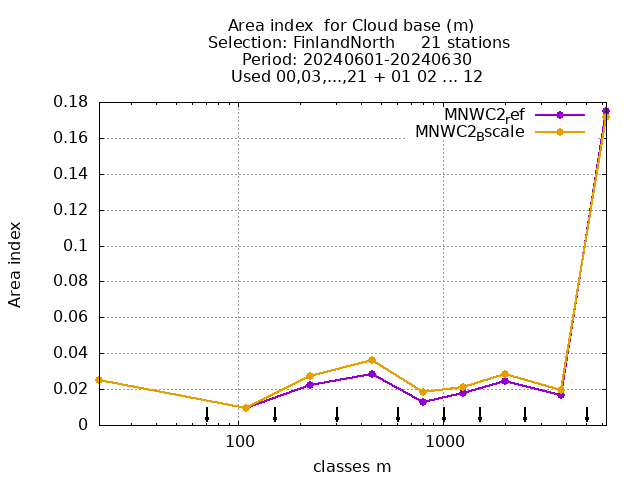 Area index  for Cloud base (m)
Selection: FinlandNorth     21 stations
Period: 20240601-20240630
Used 00,03,...,21 + 01 02 ... 12
MNWC2ref
MNWC2Bscale
0.18
0.16
0.14
0.12
0.1
0.08
0.06
0.04
0.02
0
Area index
100
1000
classes m